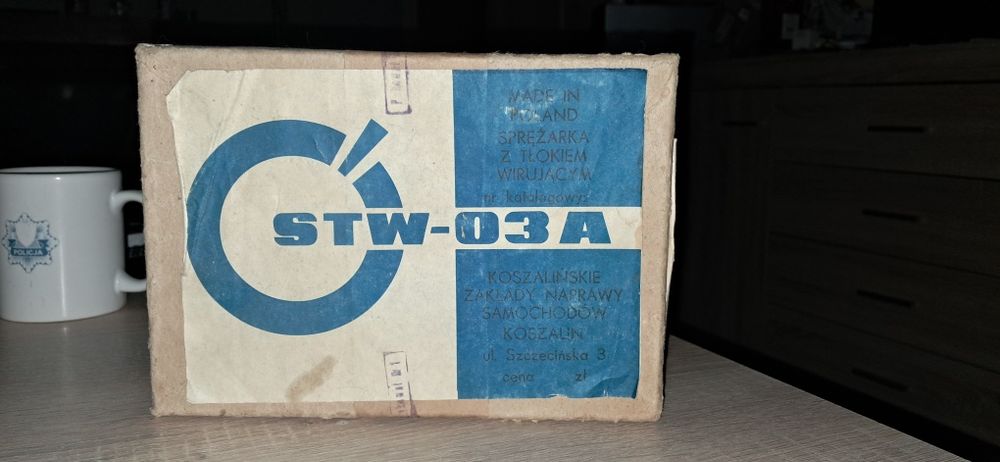 POLICJA
MADE IN
POLAND
SPRĘŻARKA
Z TŁOKIEM
WIRUJĄCYM
nr katalogowy:
STW-03A
KOSZALIŃSKIE
ZAKŁADY NAPRAWY
SAMOCHODÓW
KOSZALIN
ul. Szczecińska 3
cena zł